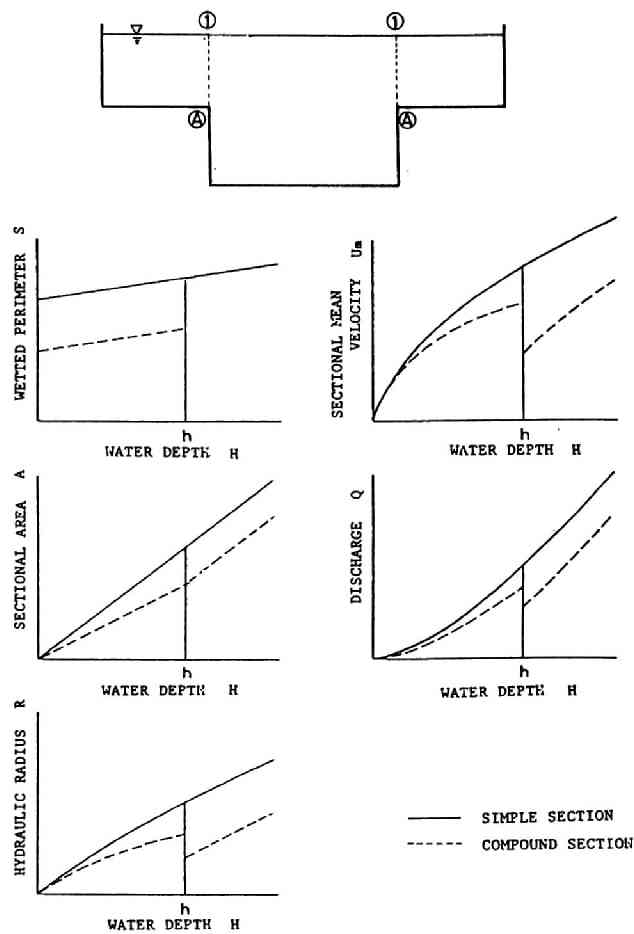 ① ①
Ⓐ Ⓐ
WETTED PERIMETER S
h
WATER DEPTH H
SECTIONAL MEAN
VELOCITY Um
h
WATER DEPTH H
SECTIONAL AREA A
h
WATER DEPTH H
DISCHARGE Q
h
WATER DEPTH H
HYDRAULIC RADIUS R
h
WATER DEPTH H
SIMPLE SECTION
COMPOUND SECTION